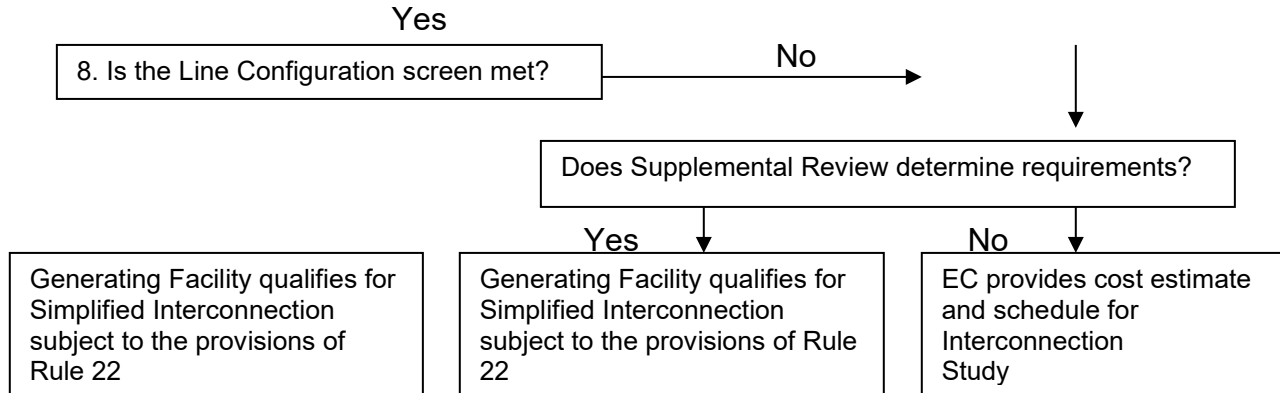 Yes
8. Is the Line Configuration screen met?
No
Does Supplemental Review determine requirements?
Yes
No
Generating Facility qualifies for
Simplified Interconnection
subject to the provisions of
Rule 22
Generating Facility qualifies for
Simplified Interconnection
subject to the provisions of Rule
22
EC provides cost estimate
and schedule for
Interconnection
Study